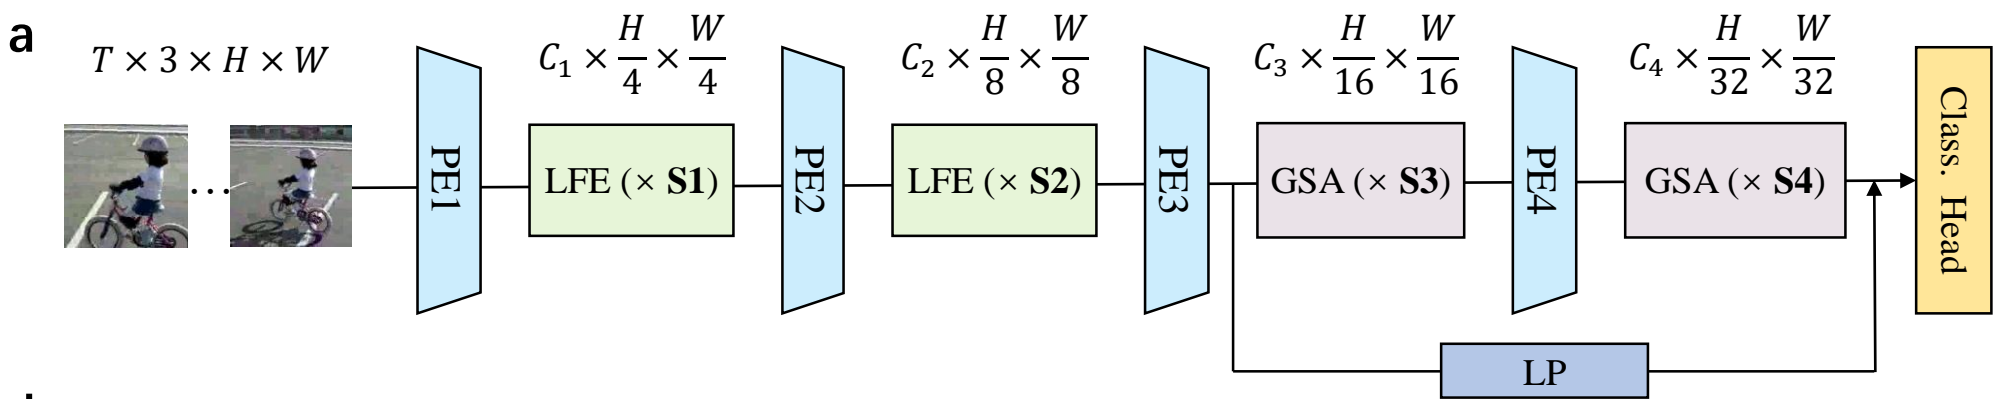 a
T × 3 × H × W
C₁ × H/4 × W/4
C₂ × H/8 × W/8
C₃ × H/16 × W/16
C₄ × H/32 × W/32
...
PE1
LFE (× S1)
PE2
LFE (× S2)
PE3
GSA (× S3)
PE4
GSA (× S4)
Class. Head
LP